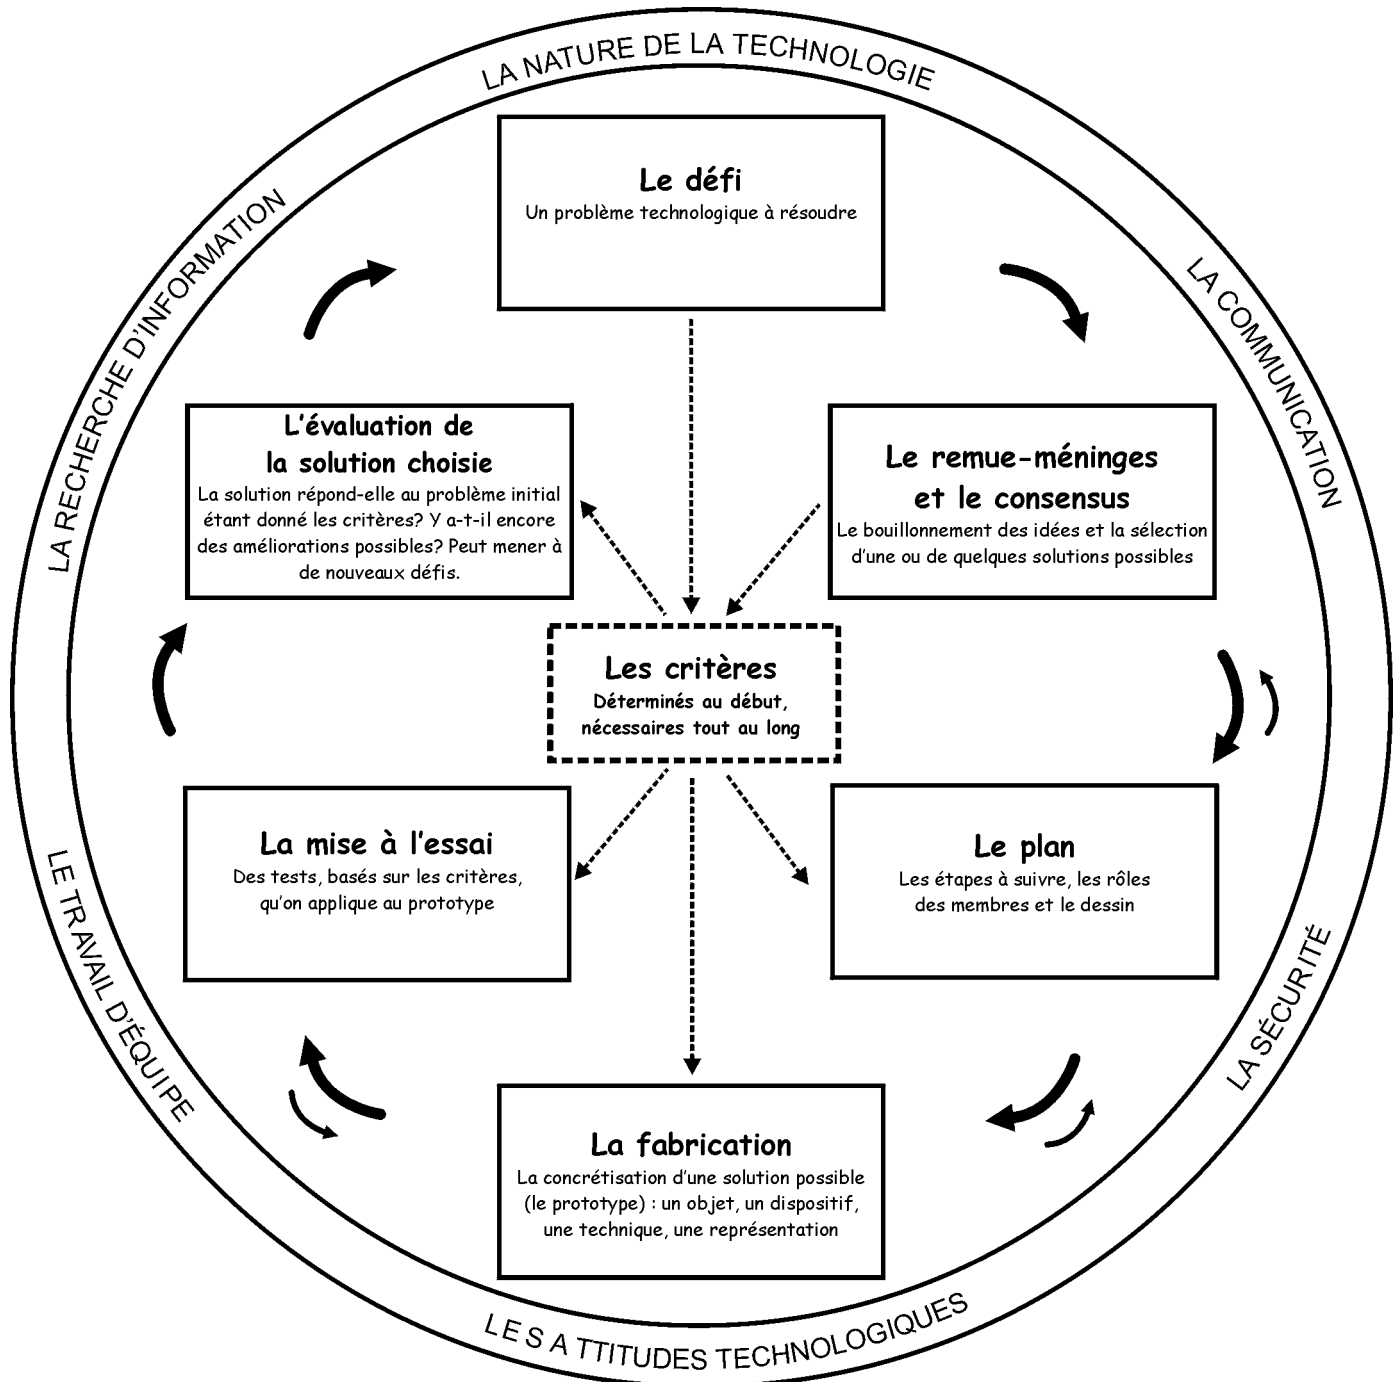 LA NATURE DE LA TECHNOLOGIE
Le défi
Un problème technologique à résoudre
LA RECHERCHE D'INFORMATION
LA COMMUNICATION
L'évaluation de
la solution choisie
La solution répond-elle au problème initial
étant donné les critères? Y a-t-il encore
des améliorations possibles? Peut mener à
de nouveaux défis.
Le remue-méninges
et le consensus
Le bouillonnement des idées et la sélection
d'une ou de quelques solutions possibles
Les critères
Déterminés au début,
nécessaires tout au long
La mise à l'essai
Des tests, basés sur les critères,
qu'on applique au prototype
Le plan
Les étapes à suivre, les rôles
des membres et le dessin
LE TRAVAIL D'ÉQUIPE
LA SÉCURITÉ
La fabrication
La concrétisation d'une solution possible
(le prototype) : un objet, un dispositif,
une technique, une représentation
LES ATTITUDES TECHNOLOGIQUES